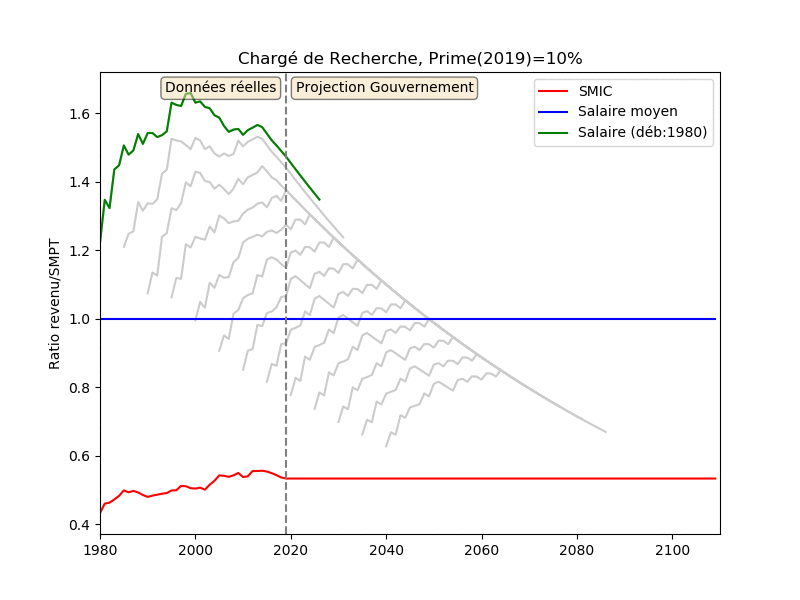 Chargé de Recherche, Prime(2019)=10%
Données réelles
Projection Gouvernement
SMIC
Salaire moyen
Salaire (déb:1980)
Ratio revenu/SMPT
1.6
1.4
1.2
1.0
0.8
0.6
0.4
1980
2000
2020
2040
2060
2080
2100